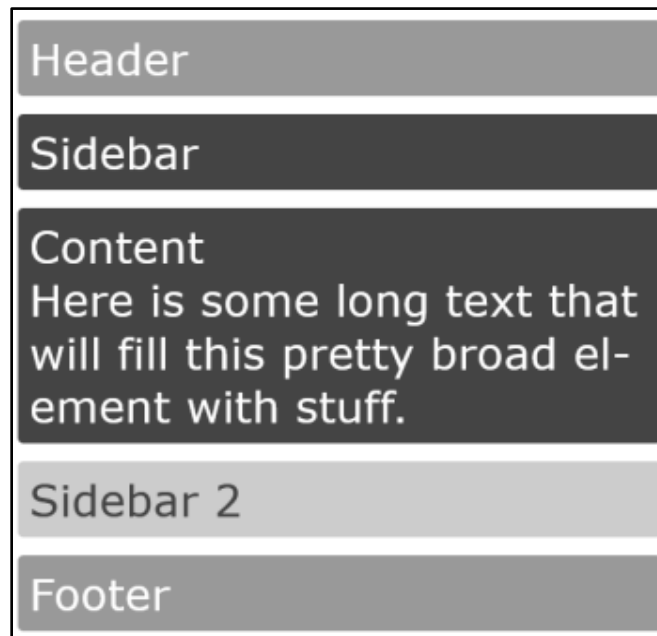 Header
Sidebar
Content
Here is some long text that
will fill this pretty broad el-
ement with stuff.
Sidebar 2
Footer